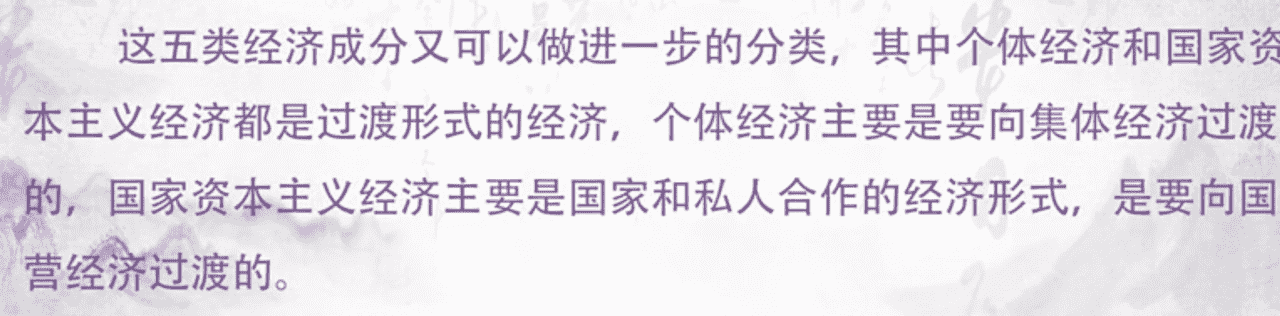 这五类经济成分又可以做进一步的分类，其中个体经济和国家资
本主义经济都是过渡形式的经济，个体经济主要是要向集体经济过渡
的，国家资本主义经济主要是国家和私人合作的经济形式，是要向国
营经济过渡的。